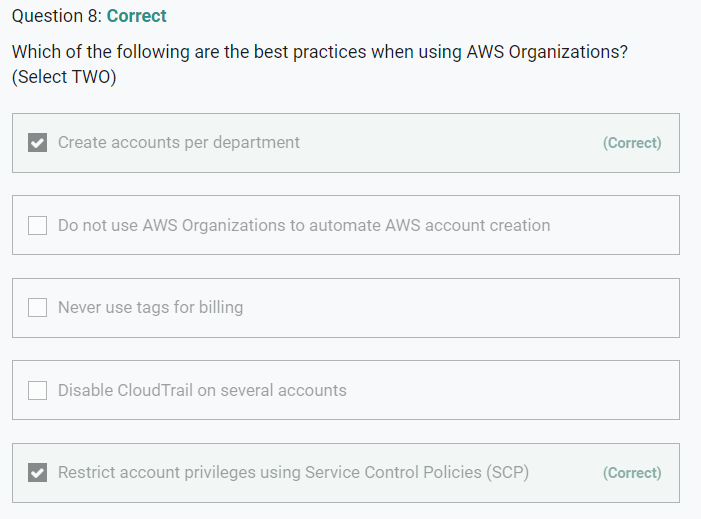 Question 8: Correct
Which of the following are the best practices when using AWS Organizations?
(Select TWO)
Create accounts per department (Correct)
Do not use AWS Organizations to automate AWS account creation
Never use tags for billing
Disable CloudTrail on several accounts
Restrict account privileges using Service Control Policies (SCP) (Correct)